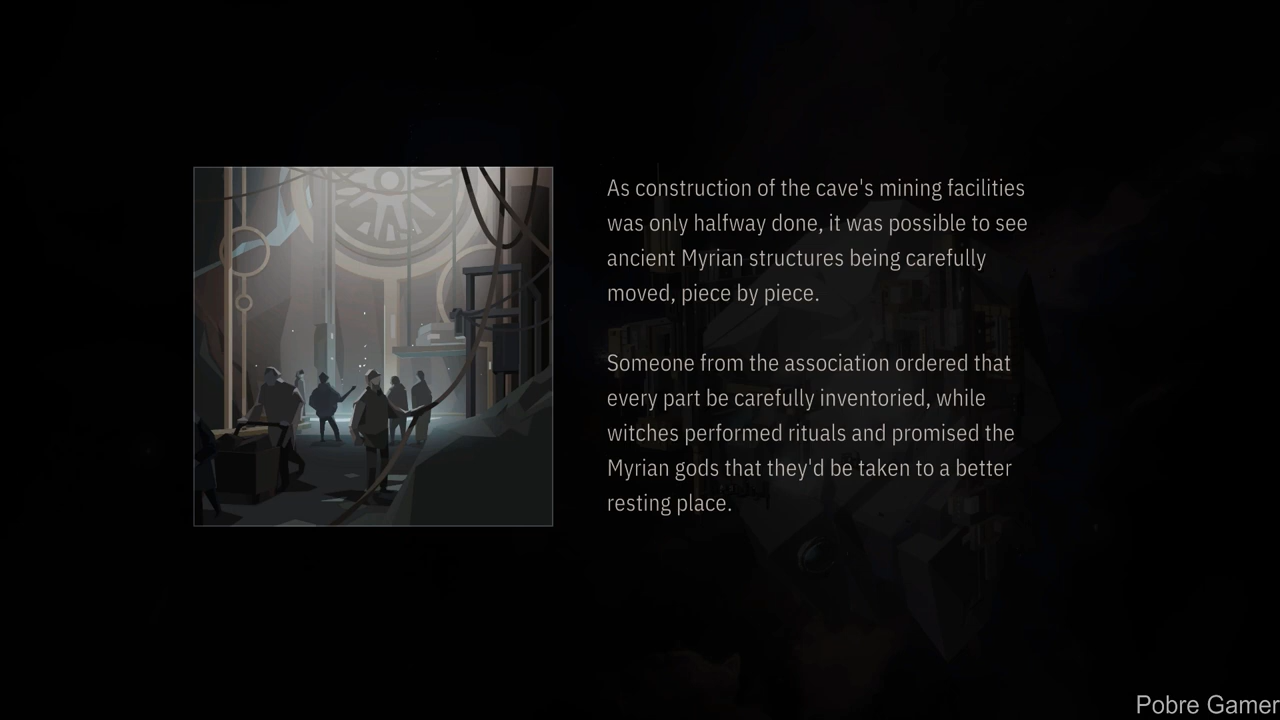 As construction of the cave's mining facilities
was only halfway done, it was possible to see
ancient Myrian structures being carefully
moved, piece by piece.
Someone from the association ordered that
every part be carefully inventoried, while
witches performed rituals and promised the
Myrian gods that they'd be taken to a better
resting place.
Pobre Gamer